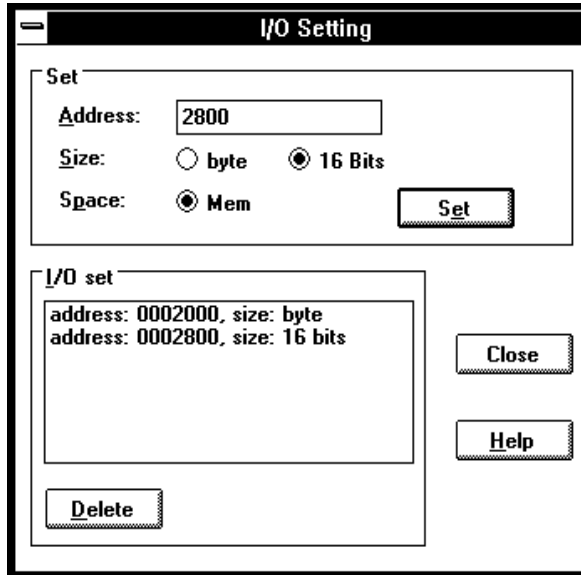 I/O Setting
Set
Address: 2800
Size: byte 16 Bits
Space: Mem Set
I/O set
address: 0002000, size: byte
address: 0002800, size: 16 bits
Close
Help
Delete